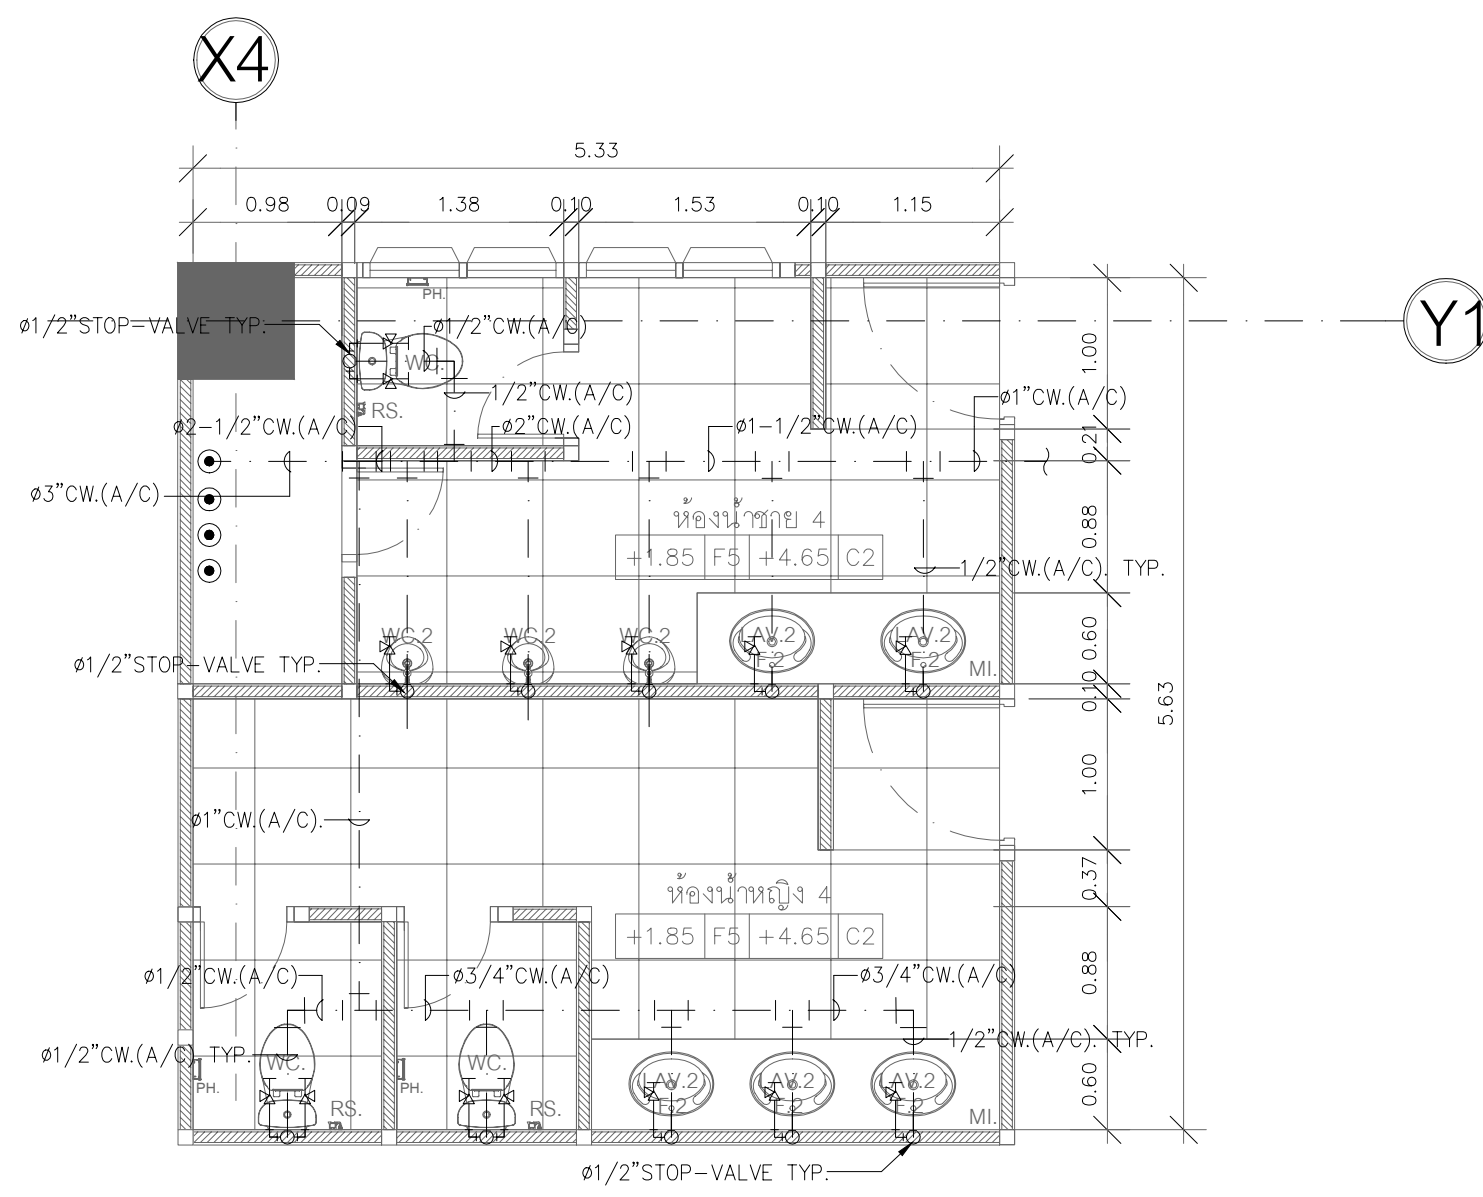 X4
5.33
0.98 0.09 1.38 0.10 1.53 0.10 1.15
PH.
ø1/2"STOP-VALVE TYP.
ø1/2"CW.(A/C)
Y1
WC.
1.00
1/2"CW.(A/C)
ø1"CW.(A/C)
RS.
ø2-1/2"CW.(A/C)
ø2"CW.(A/C)
ø1-1/2"CW.(A/C)
0.21
ø3"CW.(A/C)
ห้องน้ำชาย 4
0.88
+1.85 F5 +4.65 C2
1/2"CW.(A/C). TYP.
WC.2 WC.2 WC.2 LAV.2 LAV.2
0.60
F.2 F.2
ø1/2"STOP-VALVE TYP.
MI.
0.10
5.63
1.00
ø1"CW.(A/C).
0.37
ห้องน้ำหญิง 4
+1.85 F5 +4.65 C2
ø1/2"CW.(A/C)
ø3/4"CW.(A/C)
ø3/4"CW.(A/C)
0.88
ø1/2"CW.(A/C) TYP.
1/2"CW.(A/C). TYP.
WC. WC.
PH. PH.
LAV.2 LAV.2 LAV.2
0.60
F.2 F.2 F.2
RS. RS.
MI.
ø1/2"STOP-VALVE TYP.